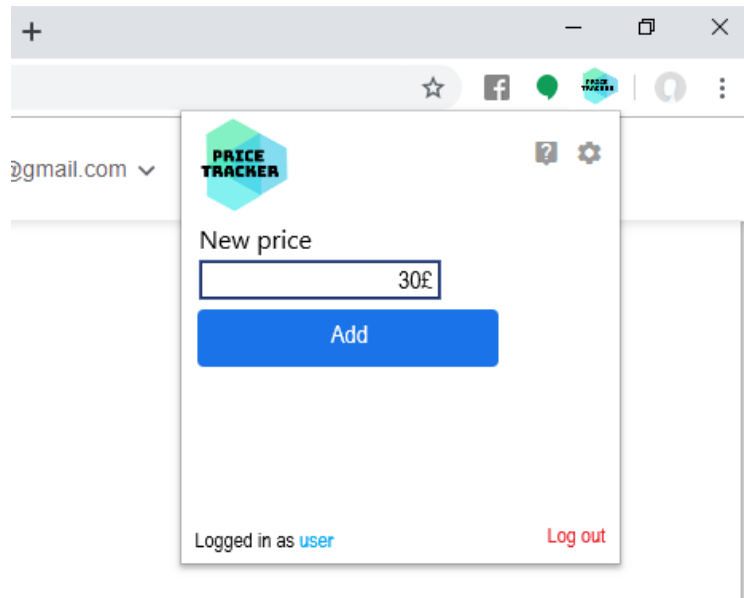 @gmail.com
PRICE
TRACKER
New price
30£
Add
Logged in as user
Log out